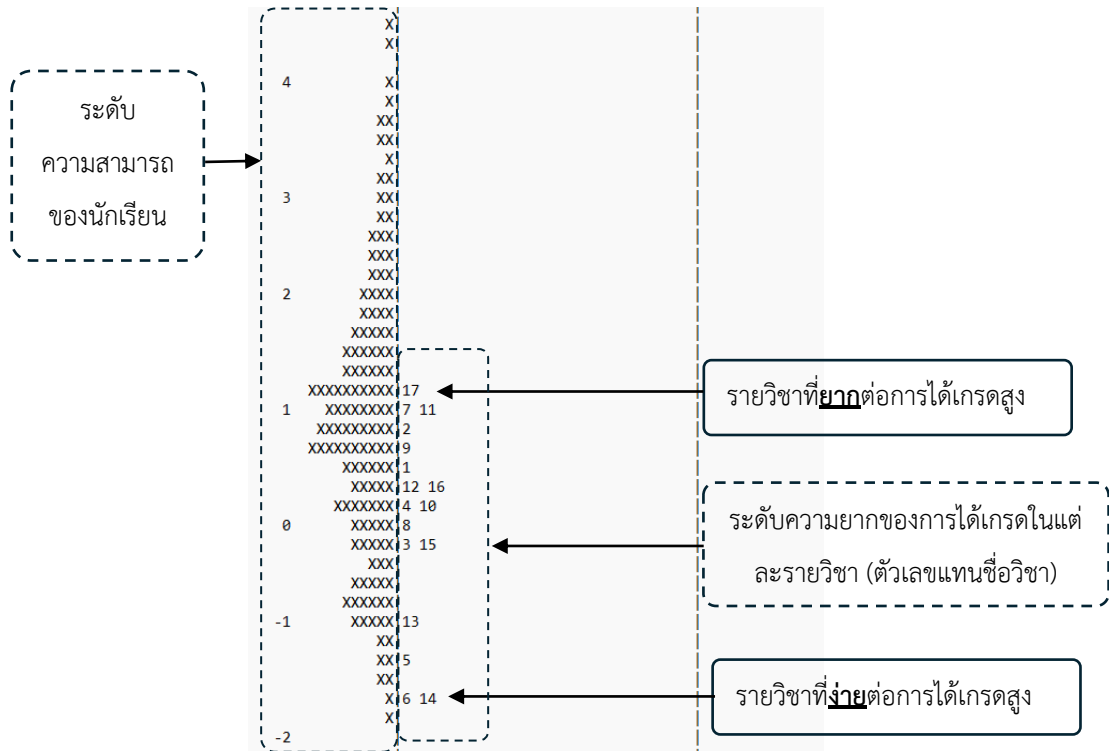 X
X
4 X
X
XX
XX
X
XX
3 XX
XX
XXX
XXX
XXX
2 XXXX
XXXX
XXXXX
XXXXXX
XXXXXX
XXXXXXXXXX 17
1 XXXXXXXX 7 11
XXXXXXXXX 2
XXXXXXXXXX 9
XXXXXX 1
XXXXX 12 16
XXXXXXX 4 10
0 XXXXX 8
XXXXX 3 15
XXX
XXXXX
XXXXXX
-1 XXXXX 13
XX
XX 5
XX
X 6 14
X
-2
ระดับ
ความสามารถ
ของนักเรียน
รายวิชาที่ยากต่อการได้เกรดสูง
ระดับความยากของการได้เกรดในแต่
ละรายวิชา (ตัวเลขแทนชื่อวิชา)
รายวิชาที่ง่ายต่อการได้เกรดสูง